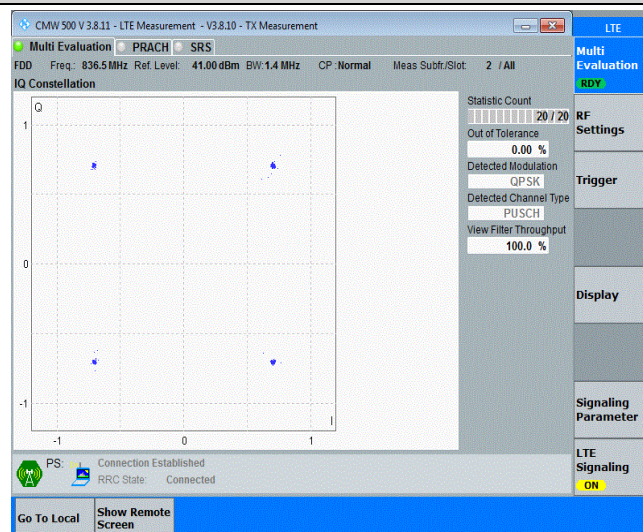 CMW 500 V 3.8.11 - LTE Measurement - V3.8.10 - TX Measurement
LTE
Multi Evaluation PRACH SRS
Multi
Evaluation
RDY
FDD Freq.: 836.5 MHz Ref. Level: 41.00 dBm BW: 1.4 MHz CP : Normal Meas Subfr./Slot: 2 / All
IQ Constellation
Q
1
0
-1
-1
0
1
I
Statistic Count
20 / 20
Out of Tolerance
0.00 %
Detected Modulation
QPSK
Detected Channel Type
PUSCH
View Filter Throughput
100.0 %
RF
Settings
Trigger
Display
Signaling
Parameter
LTE
Signaling
ON
PS: Connection Established
RRC State: Connected
Go To Local
Show Remote
Screen